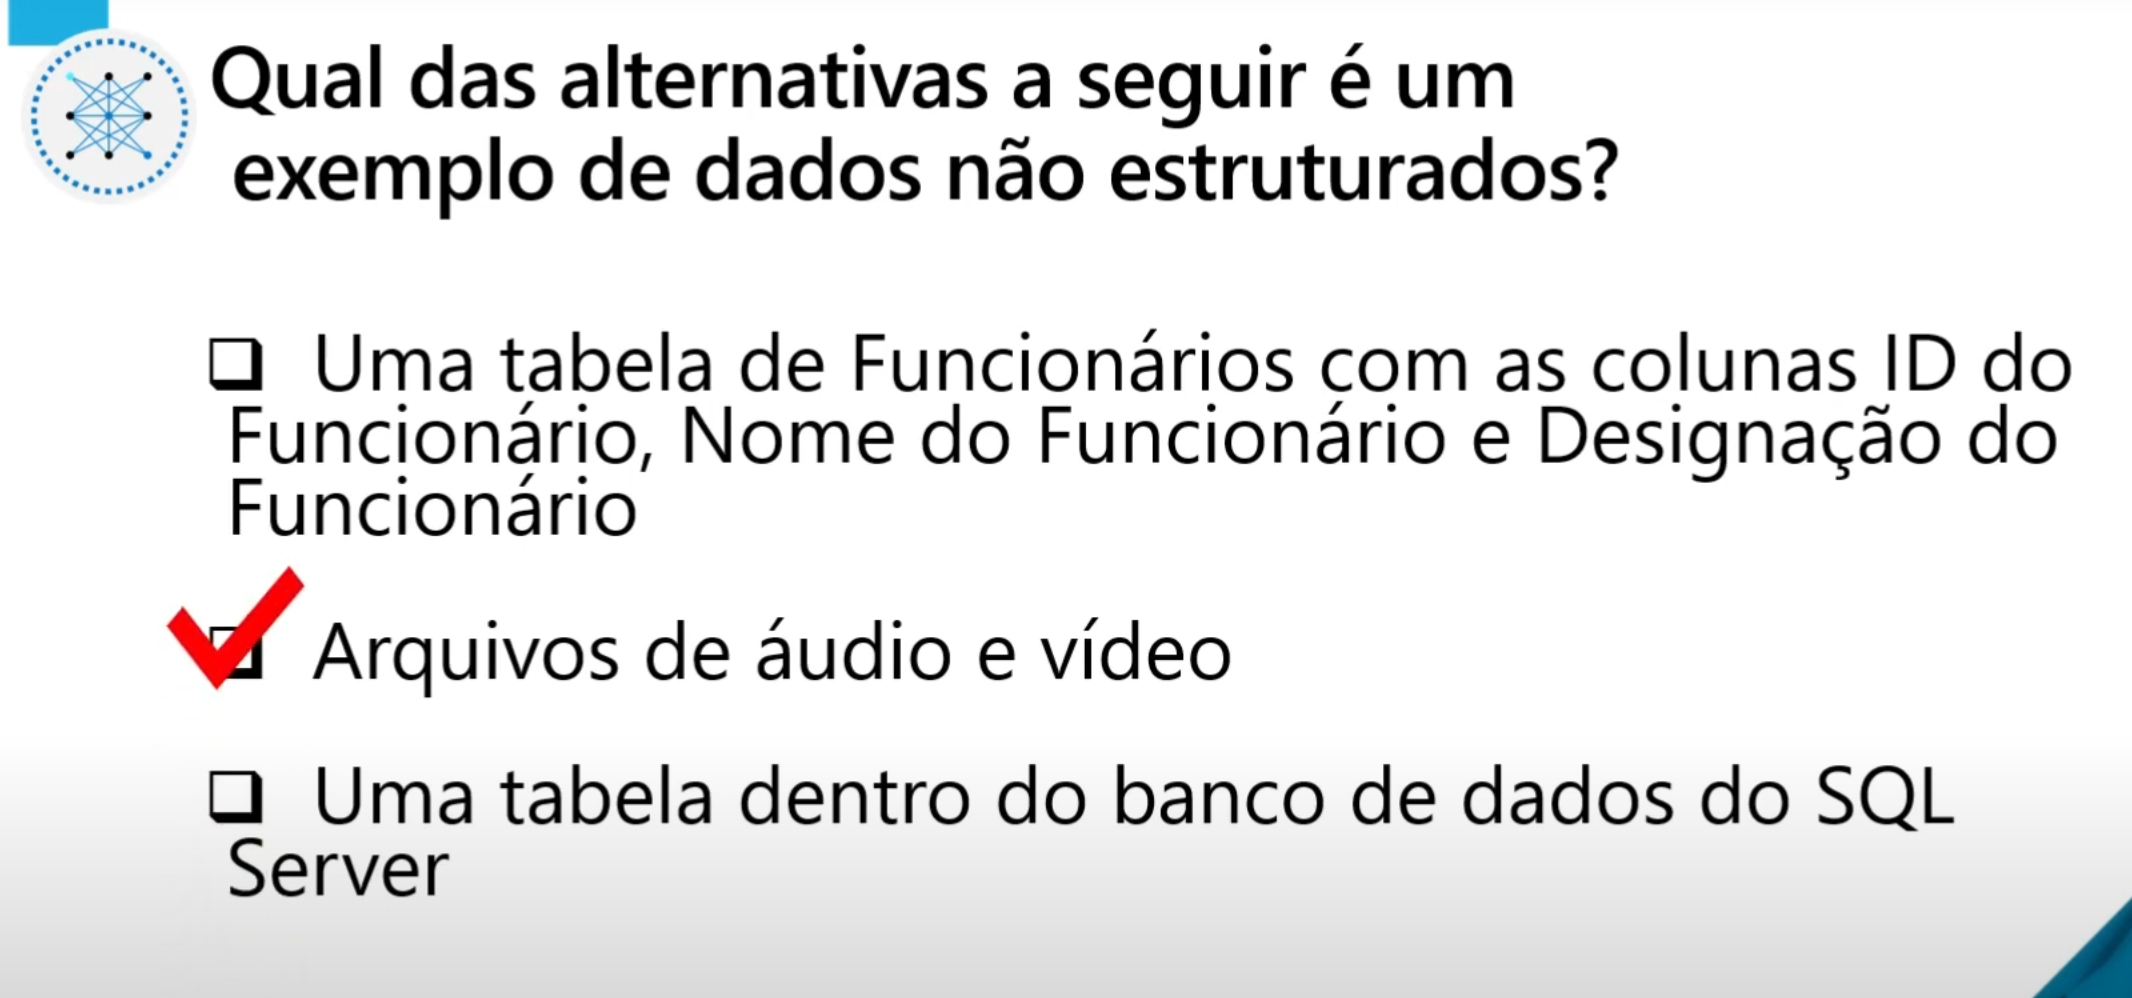 Qual das alternativas a seguir é um
exemplo de dados não estruturados?
Uma tabela de Funcionários com as colunas ID do
Funcionário, Nome do Funcionário e Designação do
Funcionário
Arquivos de áudio e vídeo
Uma tabela dentro do banco de dados do SQL
Server